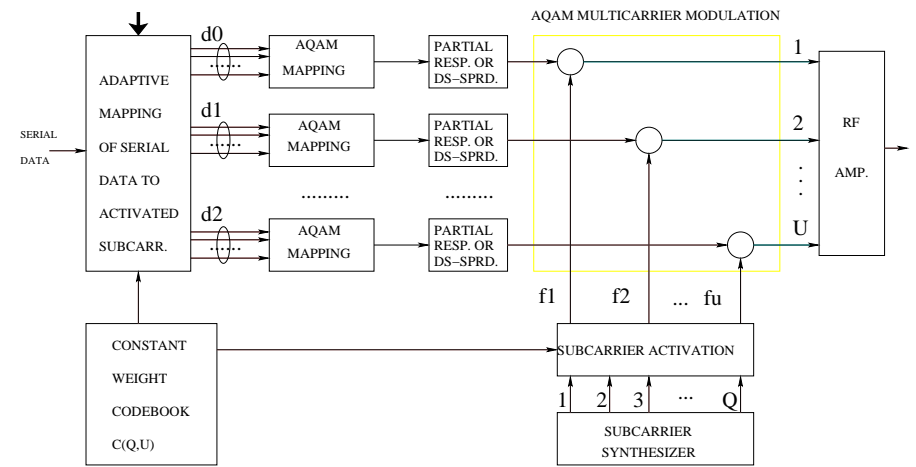 AQAM MULTICARRIER MODULATION
d0
......
AQAM
MAPPING
PARTIAL
RESP. OR
DS-SPRD.
1
ADAPTIVE
MAPPING
OF SERIAL
DATA TO
ACTIVATED
SUBCARR.
SERIAL
DATA
d1
......
AQAM
MAPPING
PARTIAL
RESP. OR
DS-SPRD.
2
RF
AMP.
.........
.........
...
d2
......
AQAM
MAPPING
PARTIAL
RESP. OR
DS-SPRD.
U
f1
f2
...
fu
CONSTANT
WEIGHT
CODEBOOK
C(Q,U)
SUBCARRIER ACTIVATION
1
2
3
...
Q
SUBCARRIER
SYNTHESIZER